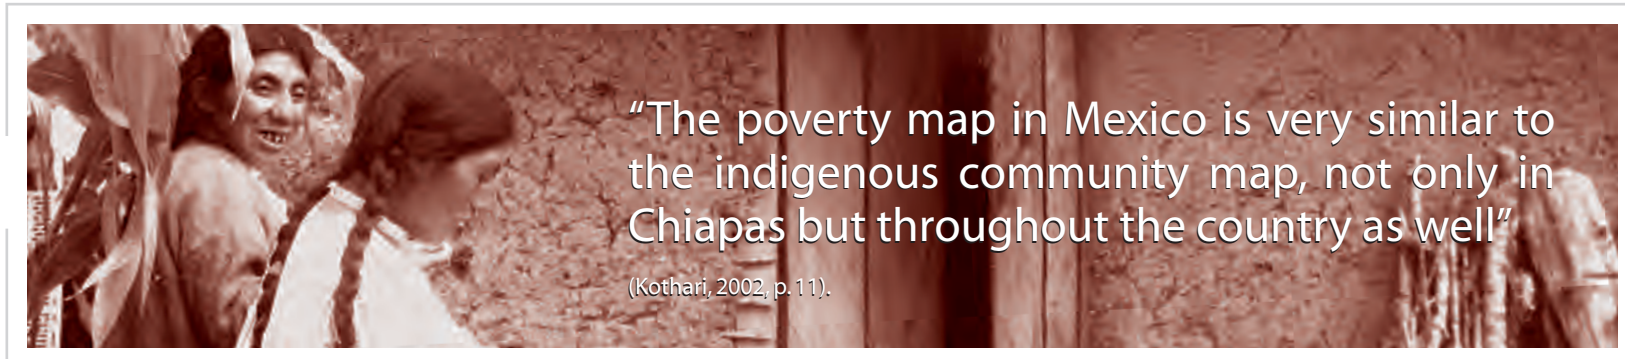 “The poverty map in Mexico is very similar to
the indigenous community map, not only in
Chiapas but throughout the country as well”
(Kothari, 2002, p. 11).